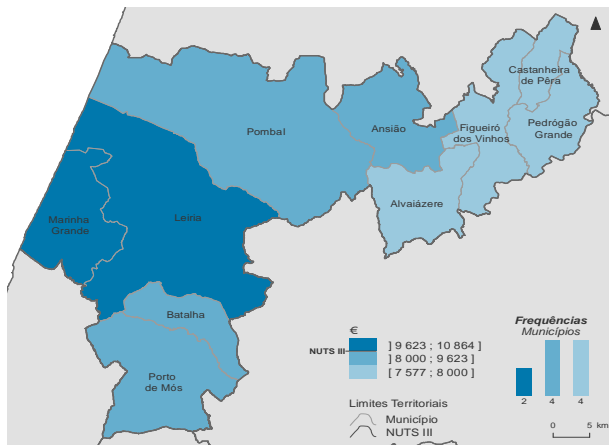 Castanheira
de Pêra
Pombal
Ansião
Figueiró
dos Vinhos
Pedrógão
Grande
Alvaiázere
Marinha
Grande
Leiria
Batalha
Porto
de Mós
€
NUTS III
] 9 623 ; 10 864 ]
] 8 000 ; 9 623 ]
[ 7 577 ; 8 000 ]
Limites Territoriais
Município
NUTS III
Frequências
Municípios
2 4 4
0 5 km